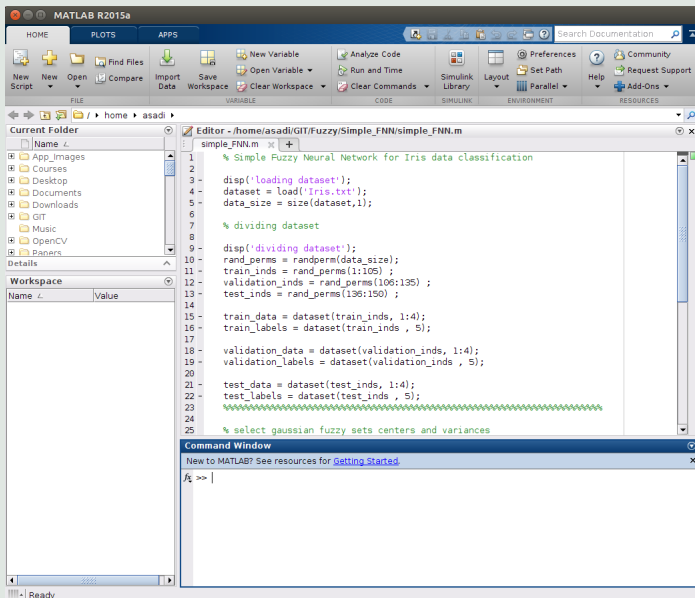 MATLAB R2015a
HOME PLOTS APPS Search Documentation
New Script
New
Open
Find Files
Compare
Import Data
Save Workspace
New Variable
Open Variable
Clear Workspace
Analyze Code
Run and Time
Clear Commands
Simulink Library
Layout
Preferences
Set Path
Parallel
Help
Community
Request Support
Add-Ons
FILE VARIABLE CODE SIMULINK ENVIRONMENT RESOURCES
/ home asadi
Current Folder
Name
App_Images
Courses
Desktop
Documents
Downloads
GIT
Music
OpenCV
Papers
Details
Workspace
Name Value
Editor - /home/asadi/GIT/Fuzzy/Simple_FNN/simple_FNN.m
simple_FNN.m
1 % Simple Fuzzy Neural Network for Iris data classification
2
3 - disp('loading dataset');
4 - dataset = load('Iris.txt');
5 - data_size = size(dataset,1);
6
7 % dividing dataset
8
9 - disp('dividing dataset');
10 - rand_perms = randperm(data_size);
11 - train_inds = rand_perms(1:105) ;
12 - validation_inds = rand_perms(106:135) ;
13 - test_inds = rand_perms(136:150) ;
14
15 - train_data = dataset(train_inds, 1:4);
16 - train_labels = dataset(train_inds , 5);
17
18 - validation_data = dataset(validation_inds, 1:4);
19 - validation_labels = dataset(validation_inds , 5);
20
21 - test_data = dataset(test_inds, 1:4);
22 - test_labels = dataset(test_inds , 5);
23 %%%%%%%%%%%%%%%%%%%%%%%%%%%%%%%%%%%%%%%%%%%%%%%%%%%%%%%%%%%%%%%%%%%%%
24
25 % select gaussian fuzzy sets centers and variances
Command Window
New to MATLAB? See resources for Getting Started.
fx >>
Ready